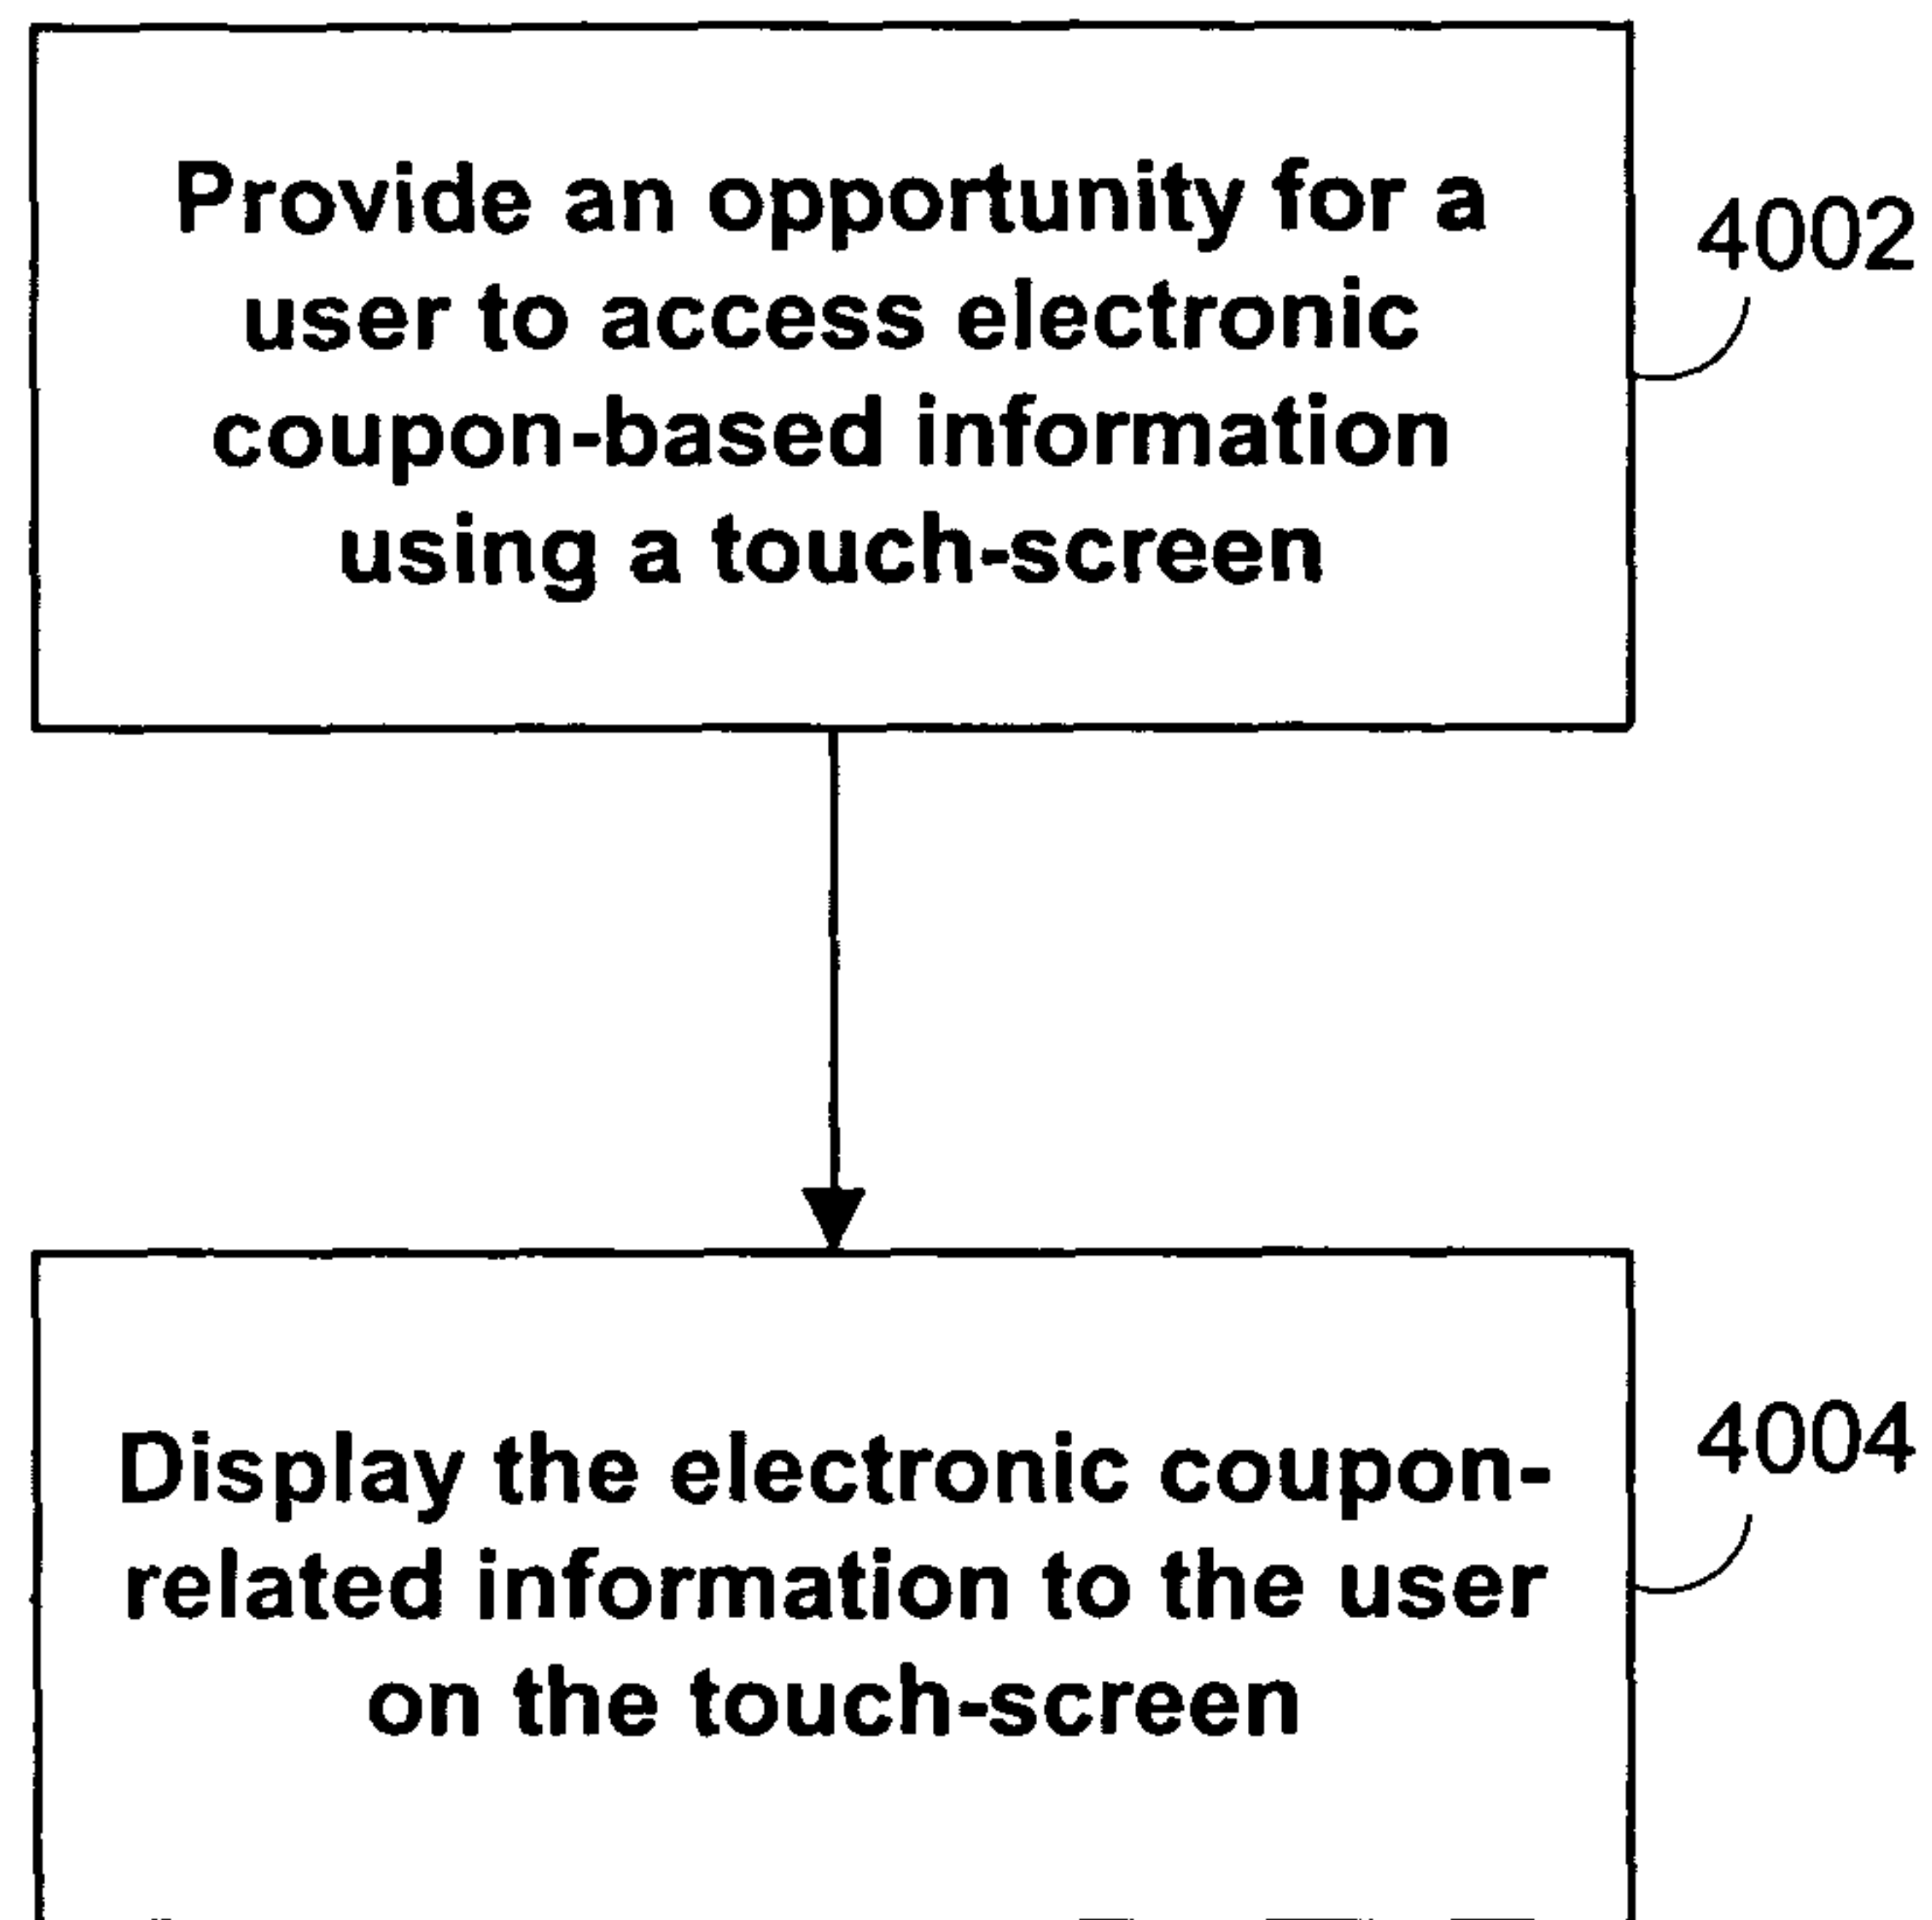 Provide an opportunity for a
user to access electronic
coupon-based information
using a touch-screen
4002
Display the electronic coupon-
related information to the user
on the touch-screen
4004